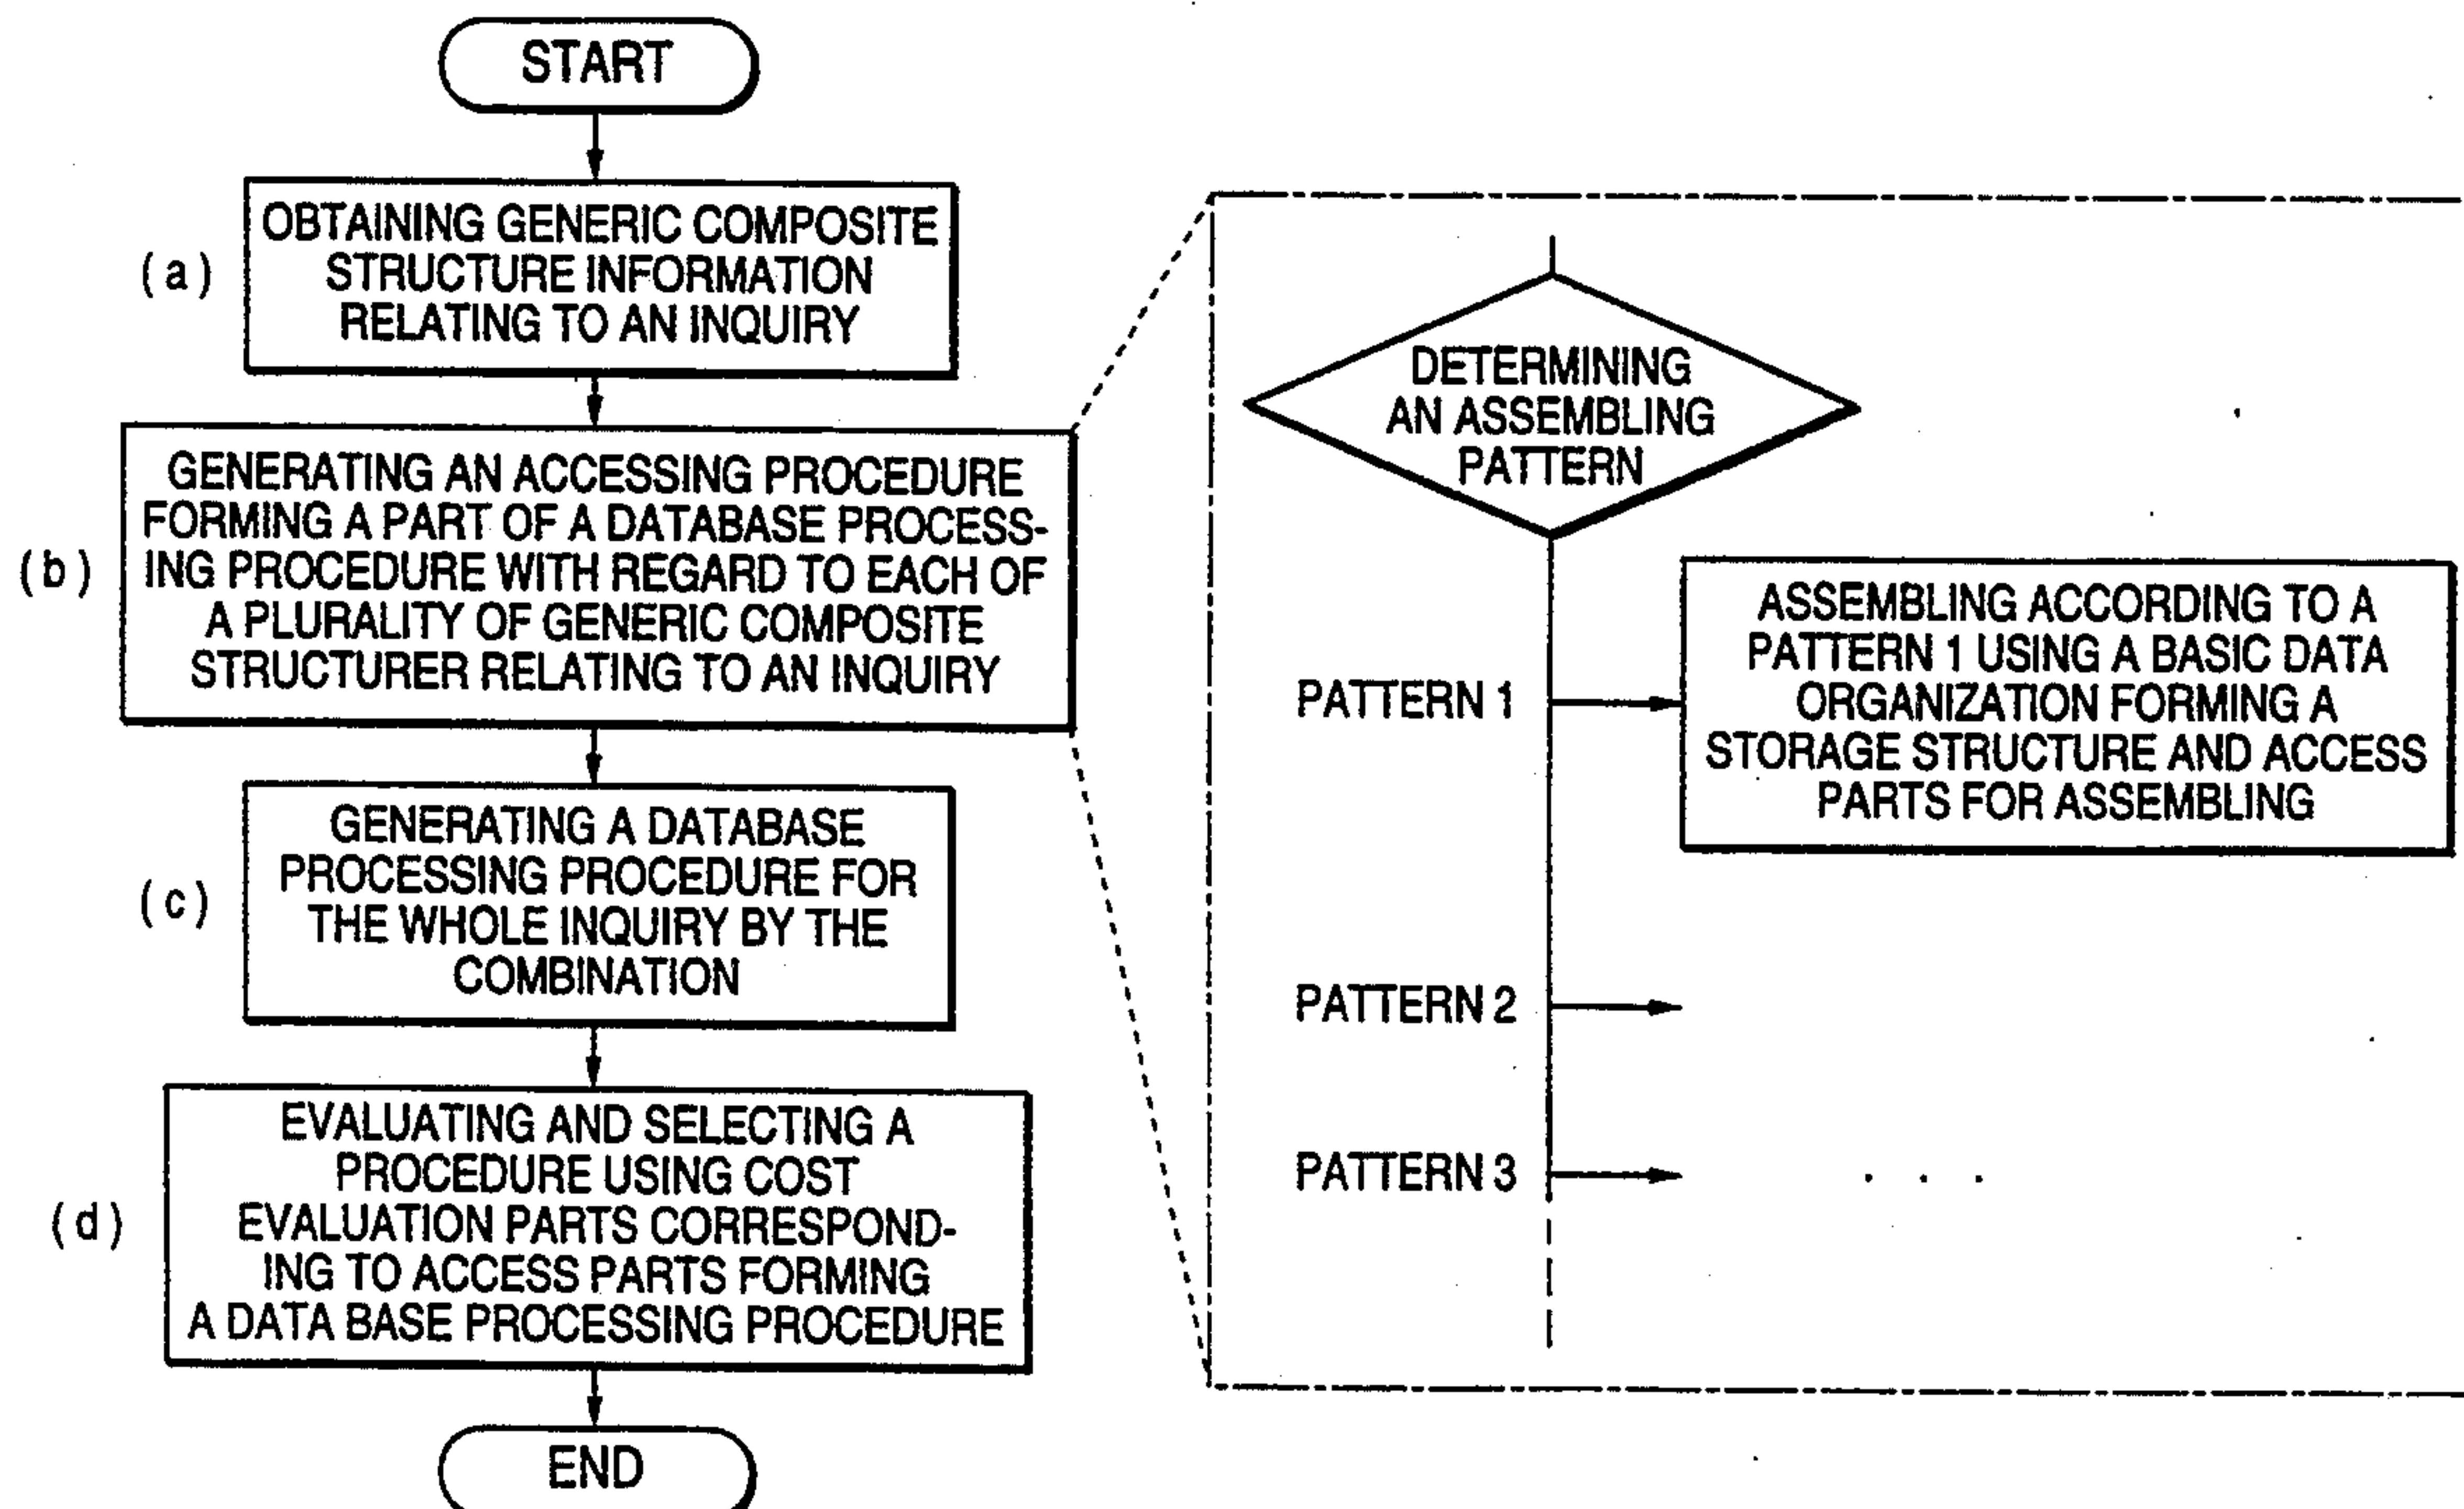 START
(a)
OBTAINING GENERIC COMPOSITE
STRUCTURE INFORMATION
RELATING TO AN INQUIRY
(b)
GENERATING AN ACCESSING PROCEDURE
FORMING A PART OF A DATABASE PROCESS-
ING PROCEDURE WITH REGARD TO EACH OF
A PLURALITY OF GENERIC COMPOSITE
STRUCTURER RELATING TO AN INQUIRY
(c)
GENERATING A DATABASE
PROCESSING PROCEDURE FOR
THE WHOLE INQUIRY BY THE
COMBINATION
(d)
EVALUATING AND SELECTING A
PROCEDURE USING COST
EVALUATION PARTS CORRESPOND-
ING TO ACCESS PARTS FORMING
A DATA BASE PROCESSING PROCEDURE
END
DETERMINING
AN ASSEMBLING
PATTERN
PATTERN 1
ASSEMBLING ACCORDING TO A
PATTERN 1 USING A BASIC DATA
ORGANIZATION FORMING A
STORAGE STRUCTURE AND ACCESS
PARTS FOR ASSEMBLING
PATTERN 2
PATTERN 3
. . .